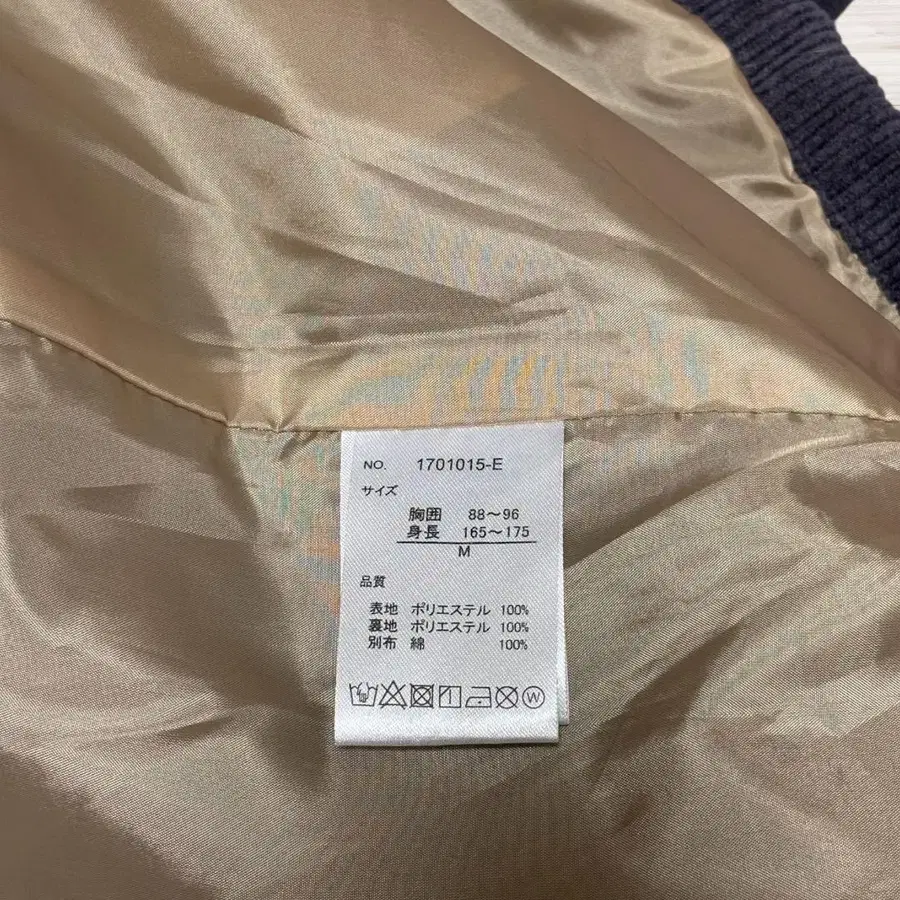 NO. 1701015-E
サイズ
胸囲 88～96
身長 165～175
M
品質
表地 ポリエステル 100%
裏地 ポリエステル 100%
別布 綿 100%
W